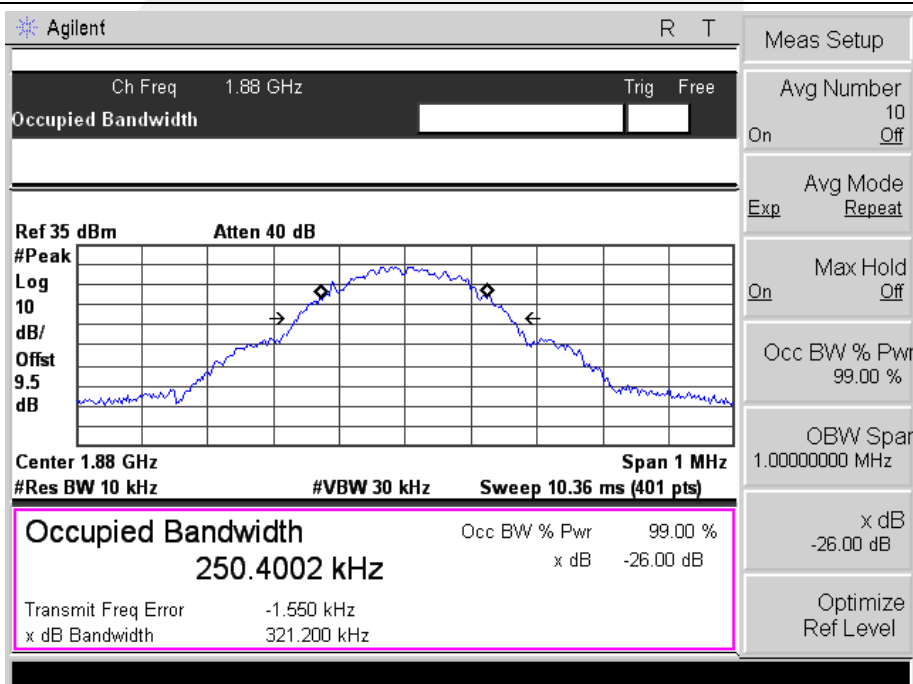 Agilent R T
Ch Freq 1.88 GHz Trig Free
Occupied Bandwidth
Ref 35 dBm Atten 40 dB
#Peak
Log
10
dB/
Offst
9.5
dB
Center 1.88 GHz Span 1 MHz
#Res BW 10 kHz #VBW 30 kHz Sweep 10.36 ms (401 pts)
Occupied Bandwidth Occ BW % Pwr 99.00 %
250.4002 kHz x dB -26.00 dB
Transmit Freq Error -1.550 kHz
x dB Bandwidth 321.200 kHz
Meas Setup
Avg Number
10
On Off
Avg Mode
Exp Repeat
Max Hold
On Off
Occ BW % Pwr
99.00 %
OBW Span
1.00000000 MHz
x dB
-26.00 dB
Optimize
Ref Level